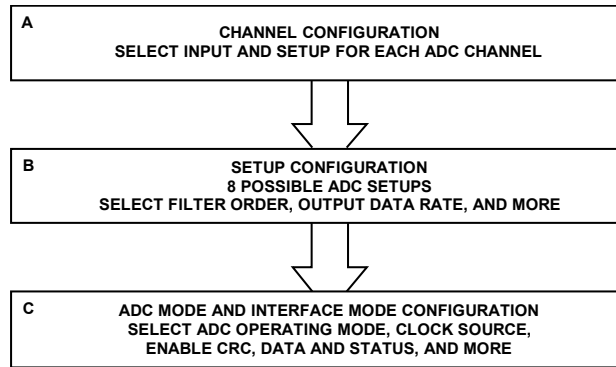 A
CHANNEL CONFIGURATION
SELECT INPUT AND SETUP FOR EACH ADC CHANNEL
B
SETUP CONFIGURATION
8 POSSIBLE ADC SETUPS
SELECT FILTER ORDER, OUTPUT DATA RATE, AND MORE
C
ADC MODE AND INTERFACE MODE CONFIGURATION
SELECT ADC OPERATING MODE, CLOCK SOURCE,
ENABLE CRC, DATA AND STATUS, AND MORE